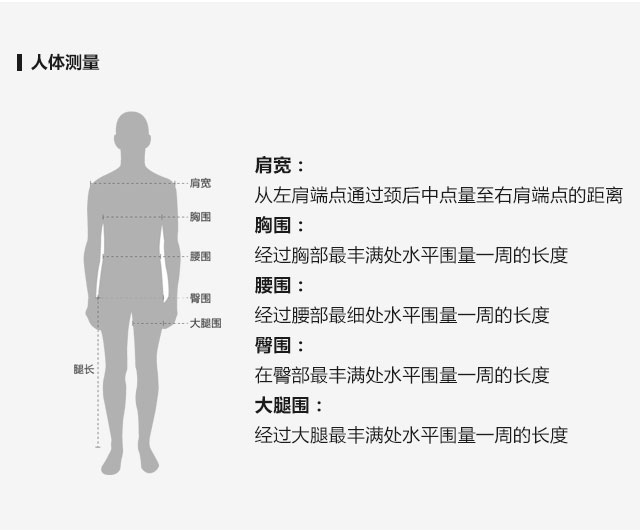 人体测量
肩宽
胸围
腰围
臀围
大腿围
腿长
肩宽：
从左肩端点通过颈后中点量至右肩端点的距离
胸围：
经过胸部最丰满处水平围量一周的长度
腰围：
经过腰部最细处水平围量一周的长度
臀围：
在臀部最丰满处水平围量一周的长度
大腿围：
经过大腿最丰满处水平围量一周的长度